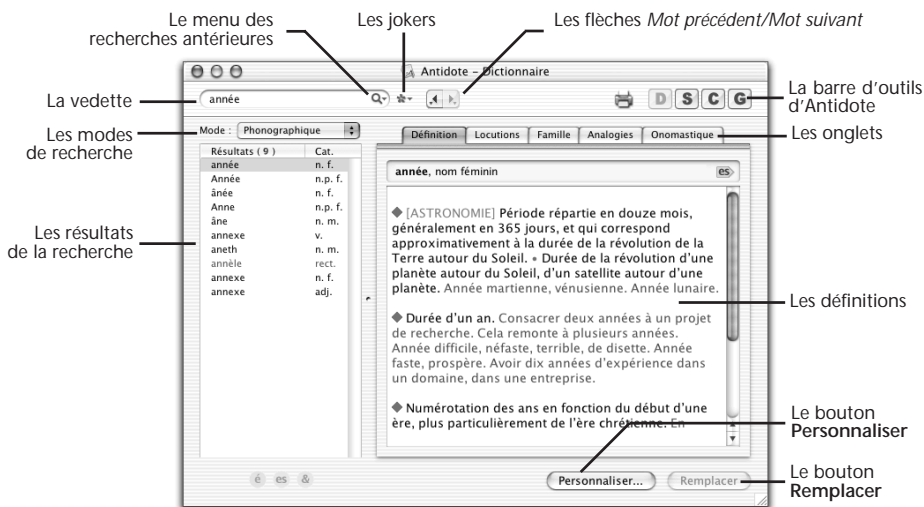 Le menu des
recherches antérieures
Les jokers
Les flèches Mot précédent/Mot suivant
Antidote – Dictionnaire
La vedette
année
D S C G
La barre d'outils
d'Antidote
Les modes
de recherche
Mode : Phonographique
Définition Locutions Famille Analogies Onomastique
Les onglets
Résultats ( 9 ) Cat.
année n. f.
Année n.p. f.
ânée n. f.
Anne n.p. f.
âne n. m.
annexe v.
aneth n. m.
annèle rect.
annexe n. f.
annexe adj.
Les résultats
de la recherche
année, nom féminin es
◆ [ASTRONOMIE] Période répartie en douze mois,
généralement en 365 jours, et qui correspond
approximativement à la durée de la révolution de la
Terre autour du Soleil. • Durée de la révolution d'une
planète autour du Soleil, d'un satellite autour d'une
planète. Année martienne, vénusienne. Année lunaire.
Les définitions
◆ Durée d'un an. Consacrer deux années à un projet
de recherche. Cela remonte à plusieurs années.
Année difficile, néfaste, terrible, de disette. Année
faste, prospère. Avoir dix années d'expérience dans
un domaine, dans une entreprise.
◆ Numérotation des ans en fonction du début d'une
ère, plus particulièrement de l'ère chrétienne. En
Le bouton
Personnaliser
é es &
Personnaliser... Remplacer
Le bouton
Remplacer